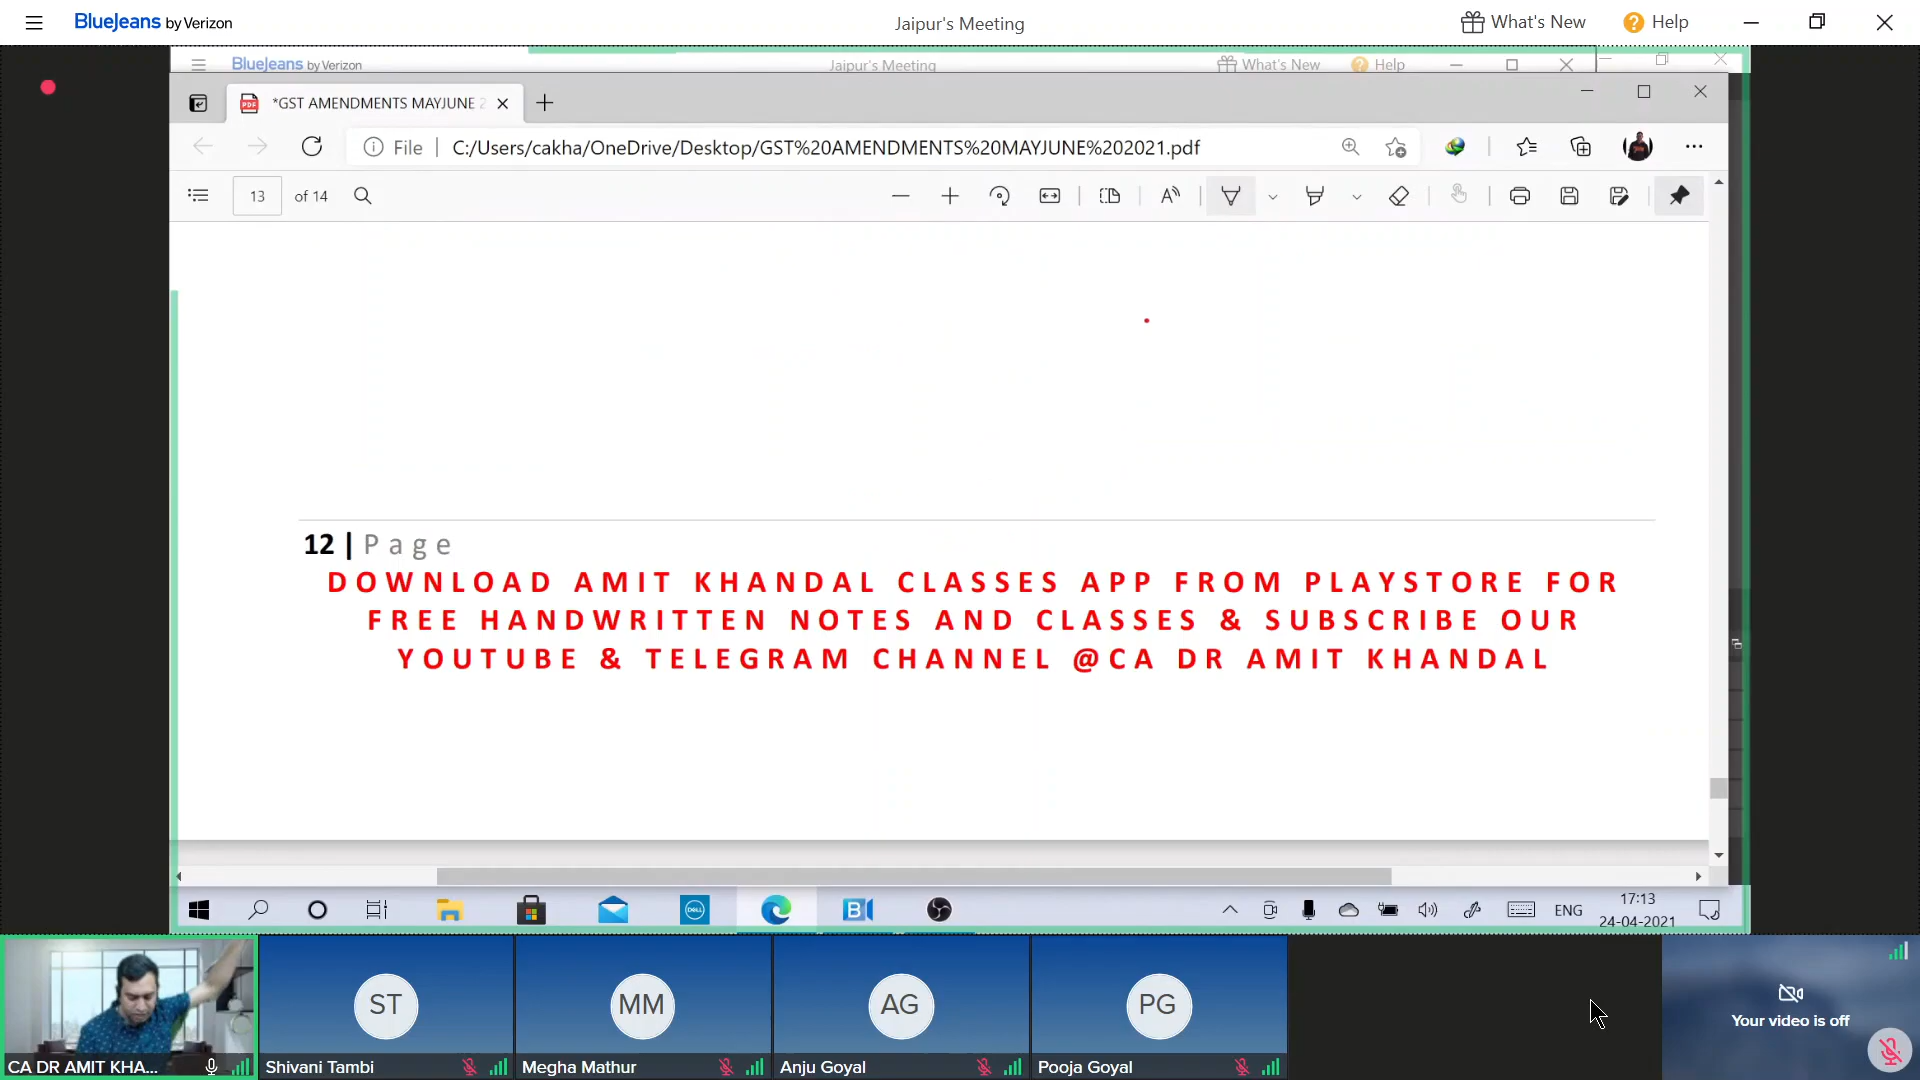 BlueJeans by Verizon
Jaipur's Meeting
What's New
Help
BlueJeans by Verizon
Jaipur's Meeting
What's New
Help
*GST AMENDMENTS MAYJUNE 2
File
C:/Users/cakha/OneDrive/Desktop/GST%20AMENDMENTS%20MAYJUNE%202021.pdf
13 of 14
12 | Page
DOWNLOAD AMIT KHANDAL CLASSES APP FROM PLAYSTORE FOR
FREE HANDWRITTEN NOTES AND CLASSES & SUBSCRIBE OUR
YOUTUBE & TELEGRAM CHANNEL @CA DR AMIT KHANDAL
DELL
B
ENG
17:13
24-04-2021
ST
MM
AG
PG
Your video is off
CA DR AMIT KHA...
Shivani Tambi
Megha Mathur
Anju Goyal
Pooja Goyal